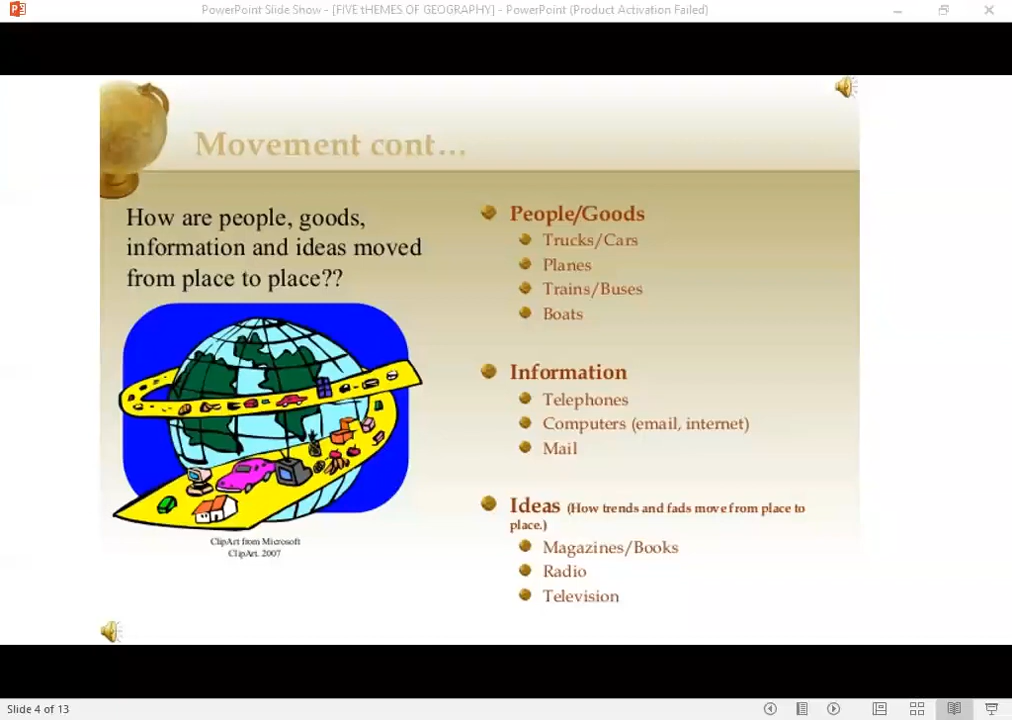 PowerPoint Slide Show - [FiVE tHEMES OF GEOGRAPHY] - PowerPoint (Product Activation Failed)
Movement cont...
How are people, goods,
information and ideas moved
from place to place??
ClipArt from Microsoft
ClipArt. 2007
People/Goods
Trucks/Cars
Planes
Trains/Buses
Boats
Information
Telephones
Computers (email, internet)
Mail
Ideas (How trends and fads move from place to
place.)
Magazines/Books
Radio
Television
Slide 4 of 13